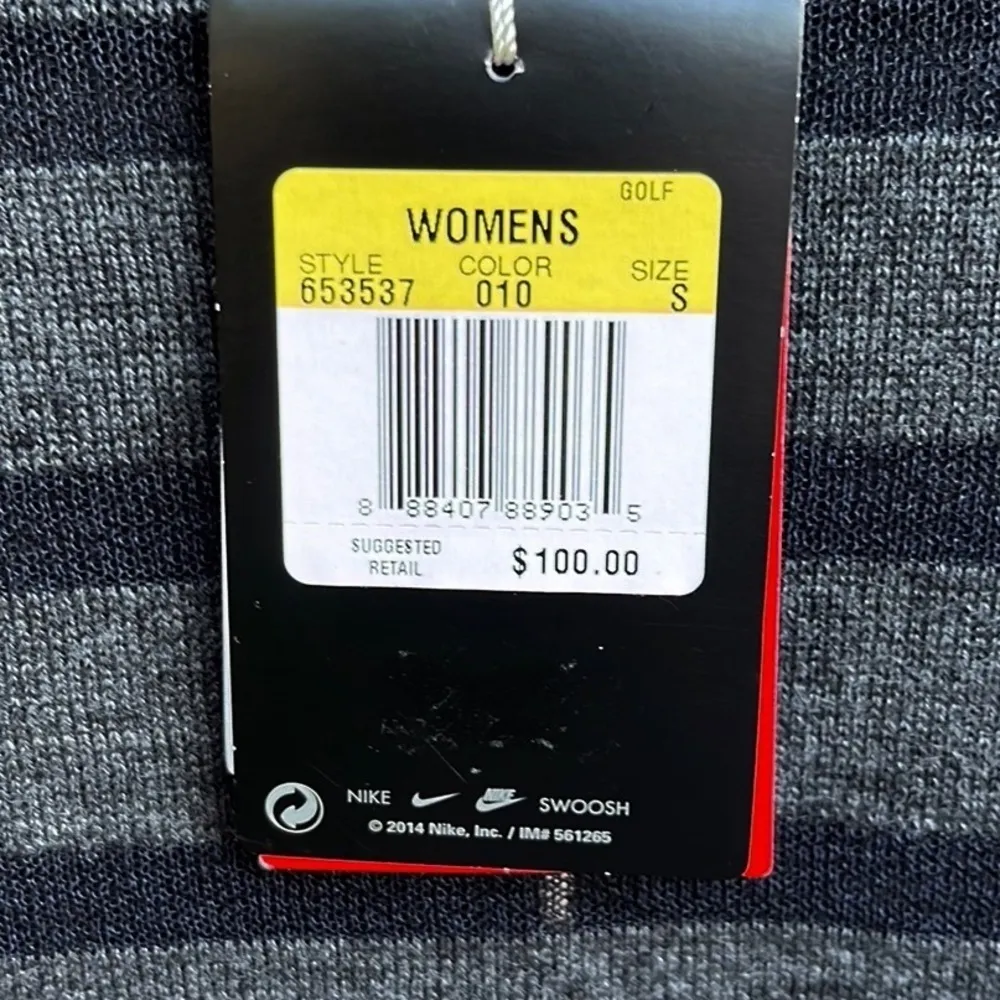 GOLF
WOMENS
STYLE COLOR SIZE
653537 010 S
8 88407 88903 5
SUGGESTED RETAIL $100.00
NIKE NIKE SWOOSH
© 2014 Nike, Inc. / IM# 561265